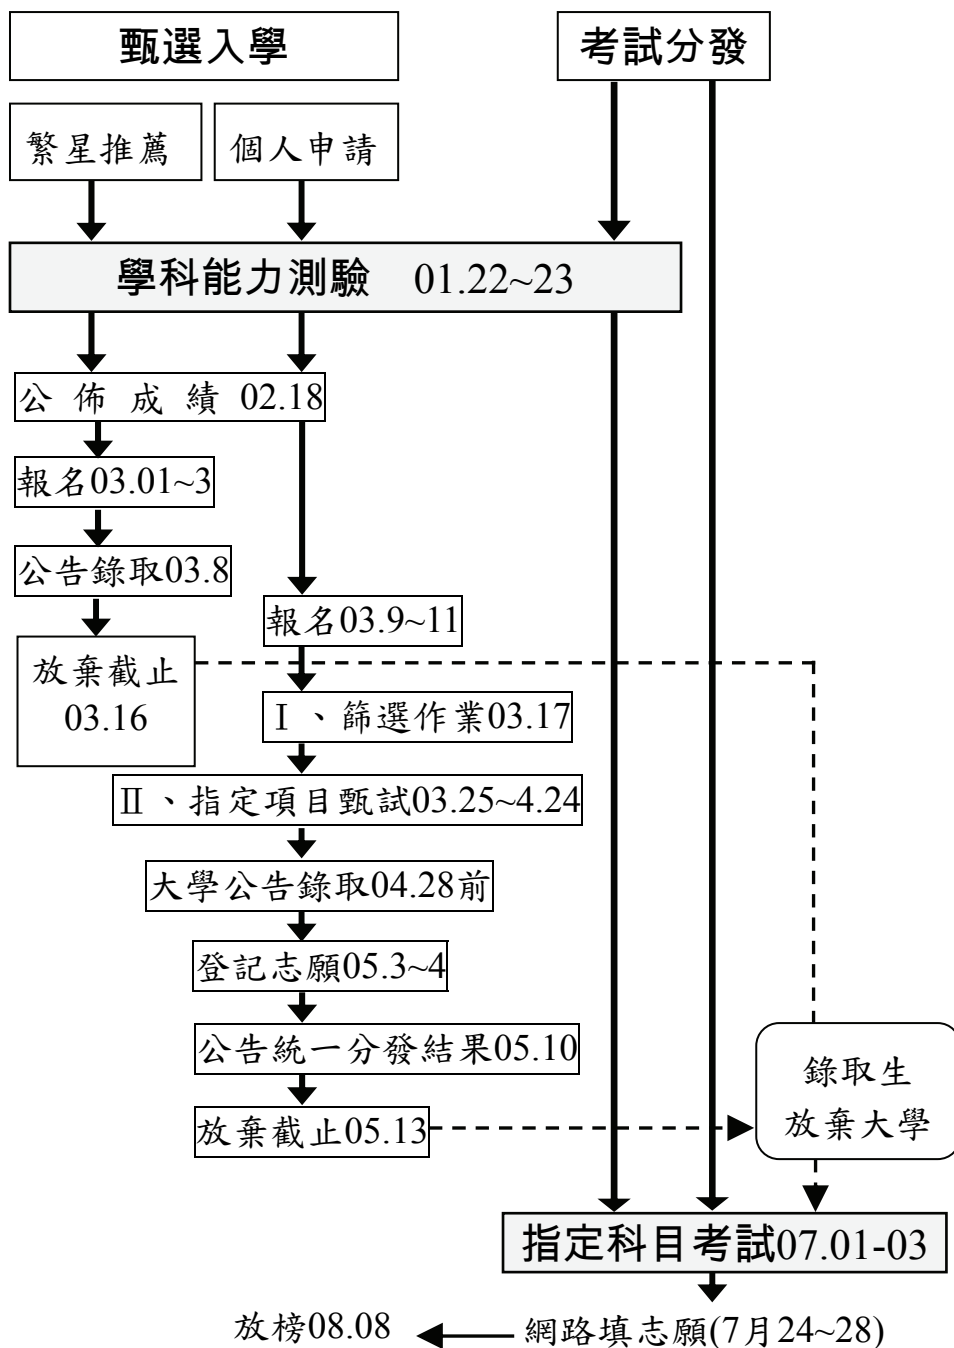 甄選入學
考試分發
繁星推薦
個人申請
學科能力測驗 01.22~23
公佈成績 02.18
報名03.01~3
公告錄取03.8
報名03.9~11
放棄截止
03.16
Ⅰ、篩選作業03.17
Ⅱ、指定項目甄試03.25~4.24
大學公告錄取04.28前
登記志願05.3~4
公告統一分發結果05.10
錄取生
放棄大學
放棄截止05.13
指定科目考試07.01-03
放榜08.08
網路填志願(7月24~28)